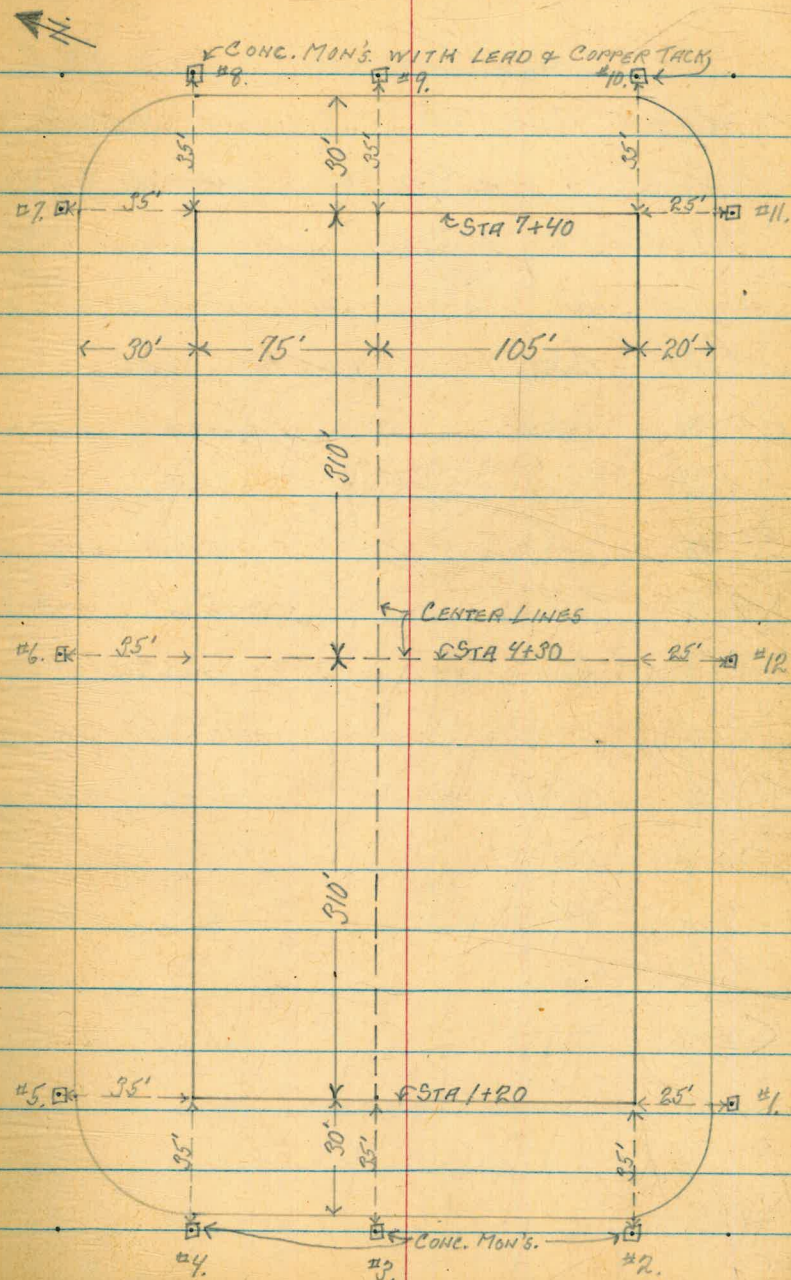 N
CONC. MON'S. WITH LEAD & COPPER TACK
#8. #9. #10.
35' 30' 35' 35'
#7. 35' 25' #11.
STA 7+40
30' 75' 105' 20'
310'
CENTER LINES
#6. 35' STA 4+30 25' #12
310'
#5. 35' STA 1+20 25' #1.
35' 30' 35' 35'
CONC. MON'S.
#4. #3. #2.